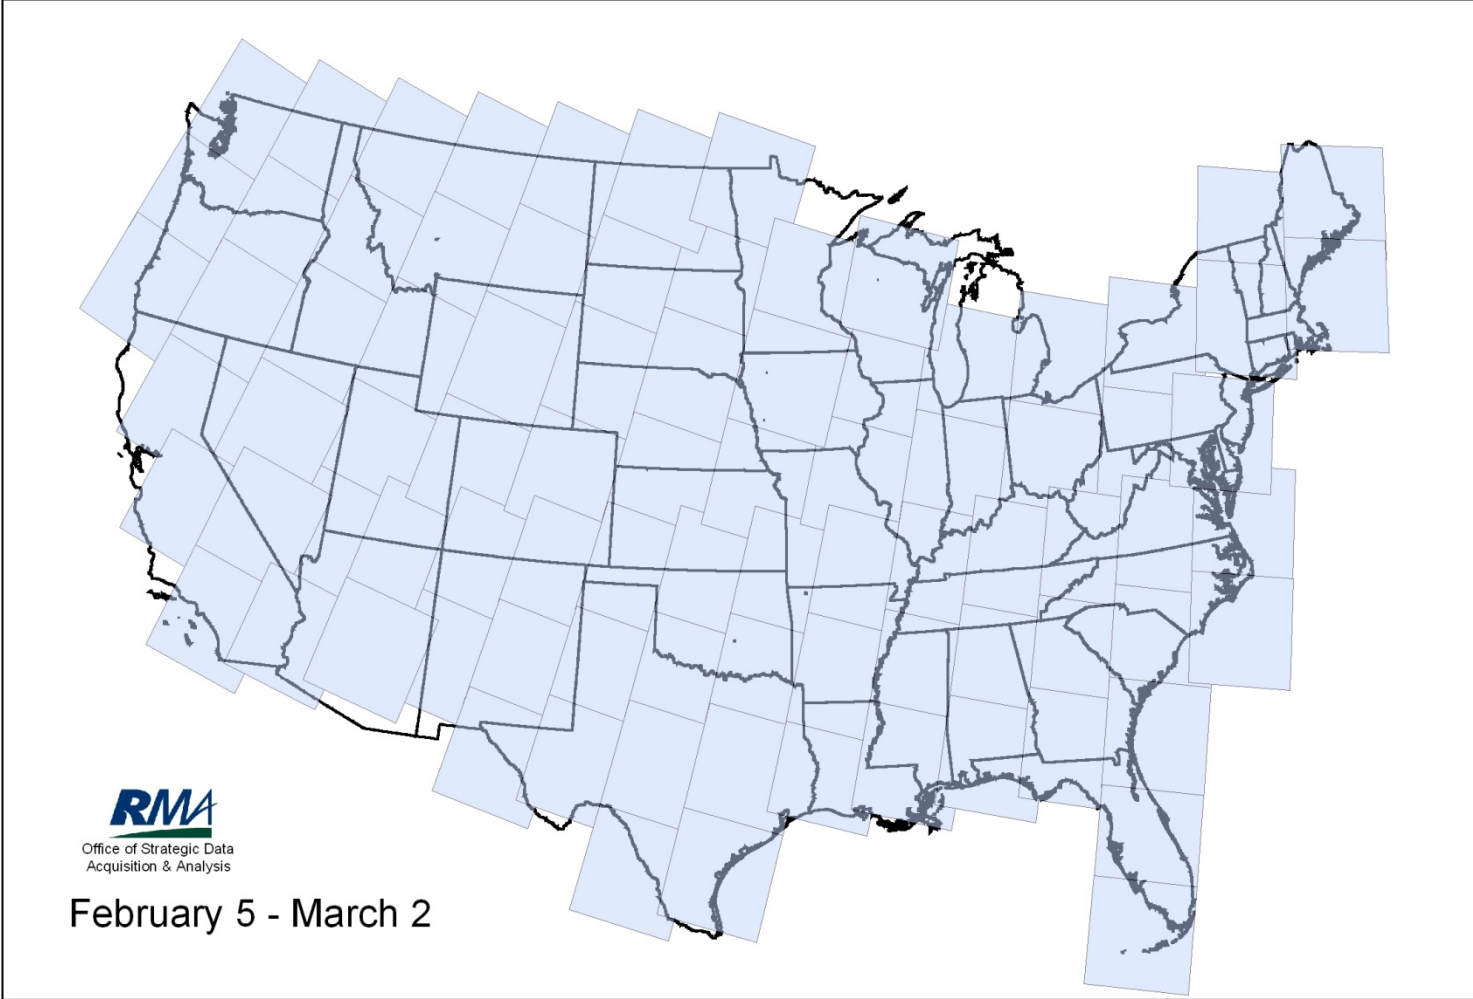 RMA
Office of Strategic Data
Acquisition & Analysis
February 5 - March 2